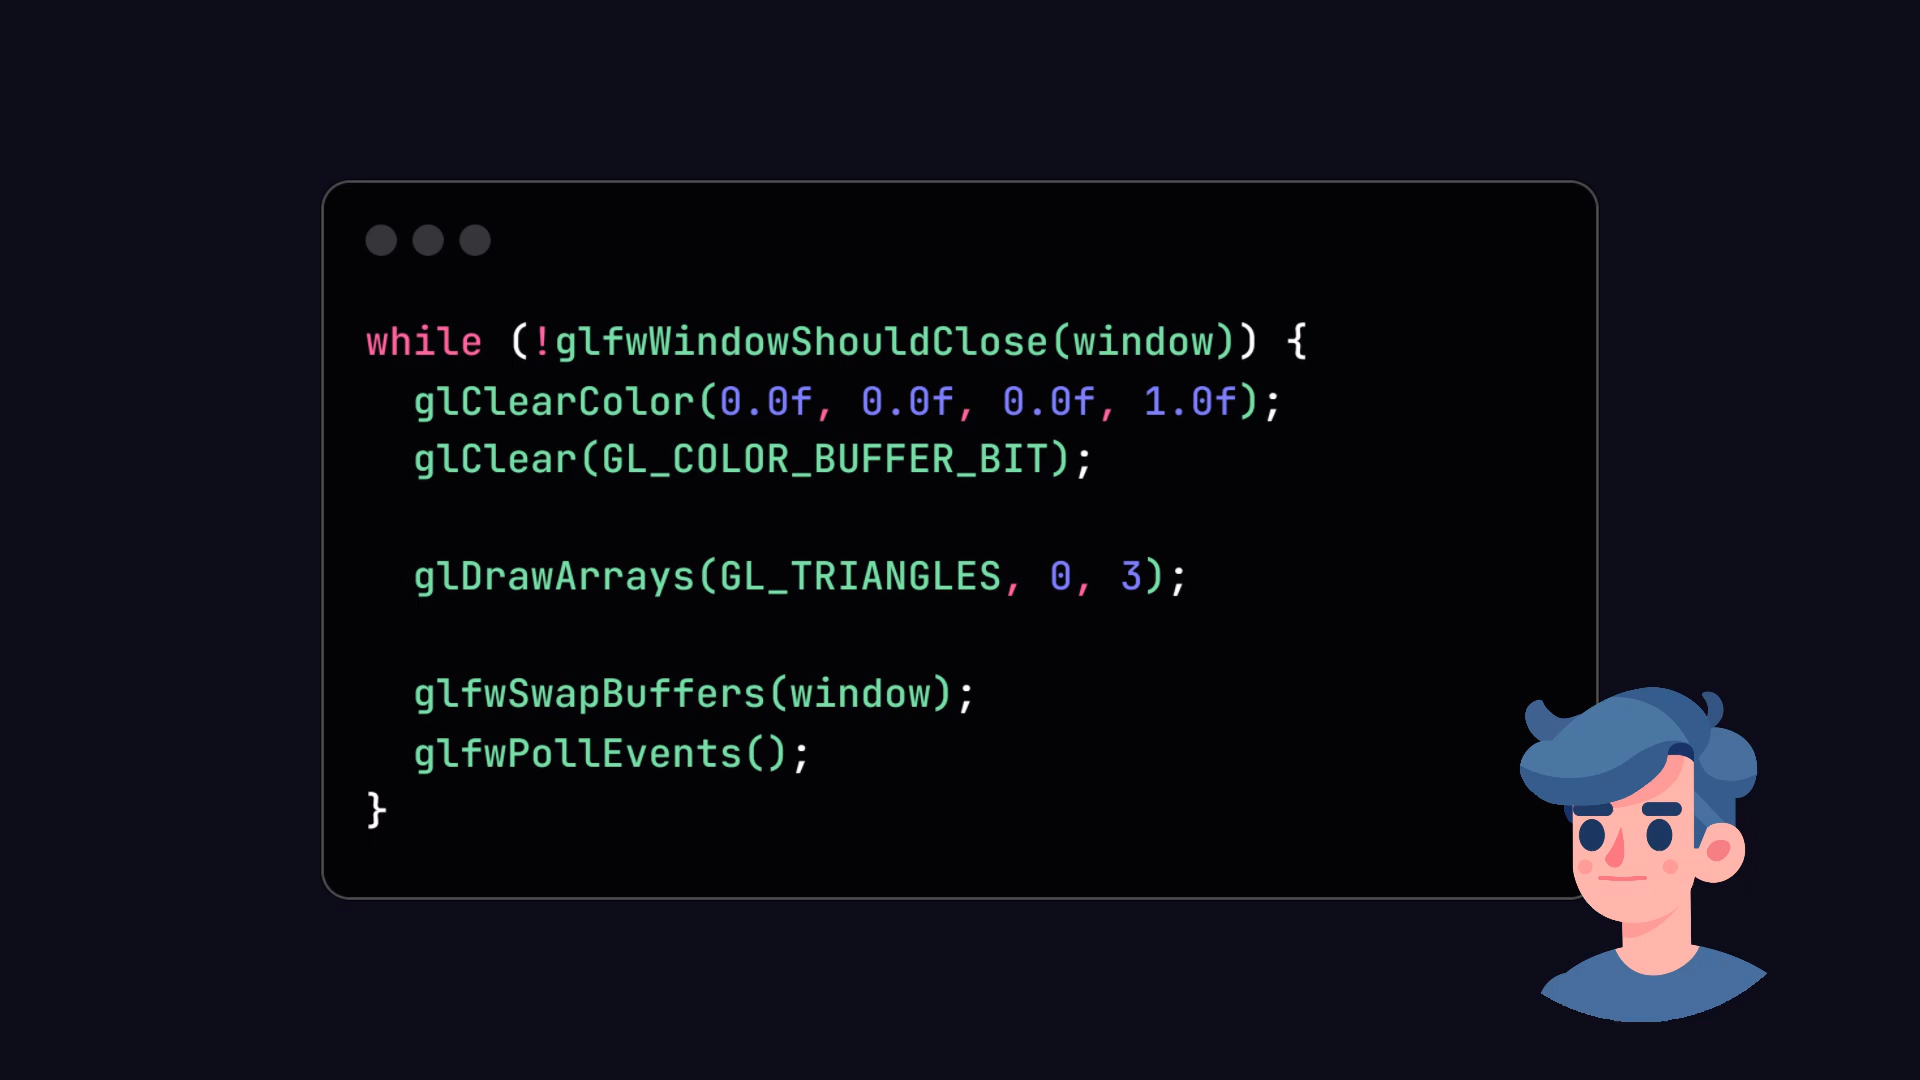 while (!glfwWindowShouldClose(window)) {
  glClearColor(0.0f, 0.0f, 0.0f, 1.0f);
  glClear(GL_COLOR_BUFFER_BIT);
  glDrawArrays(GL_TRIANGLES, 0, 3);
  glfwSwapBuffers(window);
  glfwPollEvents();
}